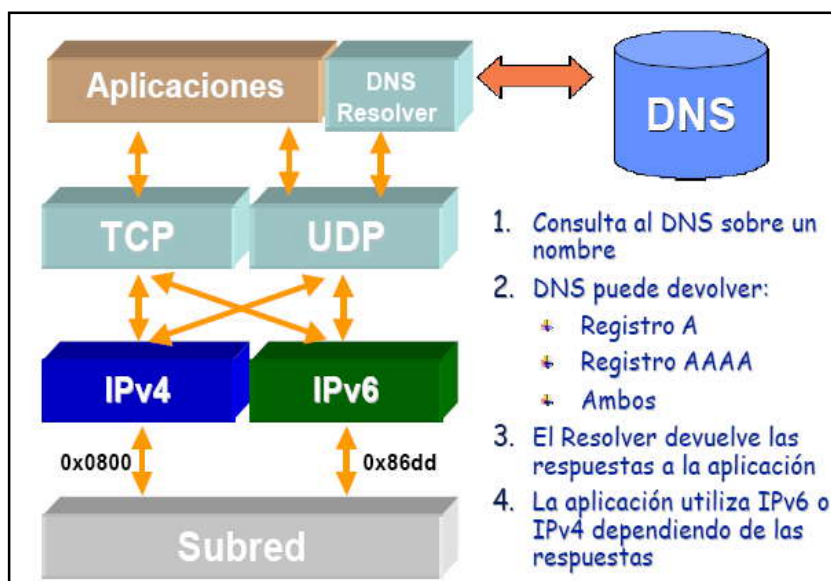 Aplicaciones
DNS
Resolver
DNS
TCP
UDP
IPv4
IPv6
0x0800
0x86dd
Subred
1. Consulta al DNS sobre un
nombre
2. DNS puede devolver:
Registro A
Registro AAAA
Ambos
3. El Resolver devuelve las
respuestas a la aplicación
4. La aplicación utiliza IPv6 o
IPv4 dependiendo de las
respuestas